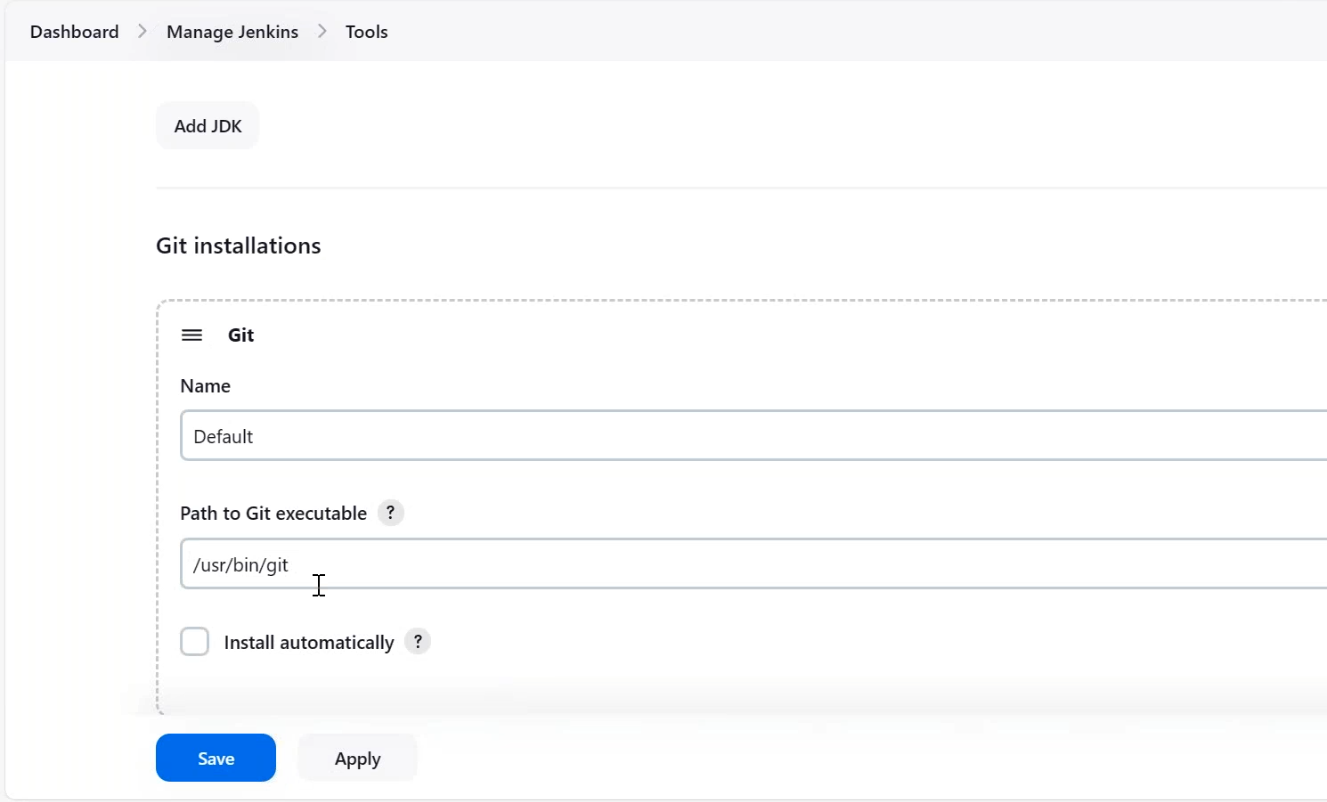 Dashboard > Manage Jenkins > Tools
Add JDK
Git installations
Git
Name
Default
Path to Git executable ?
/usr/bin/git
Install automatically ?
Save Apply